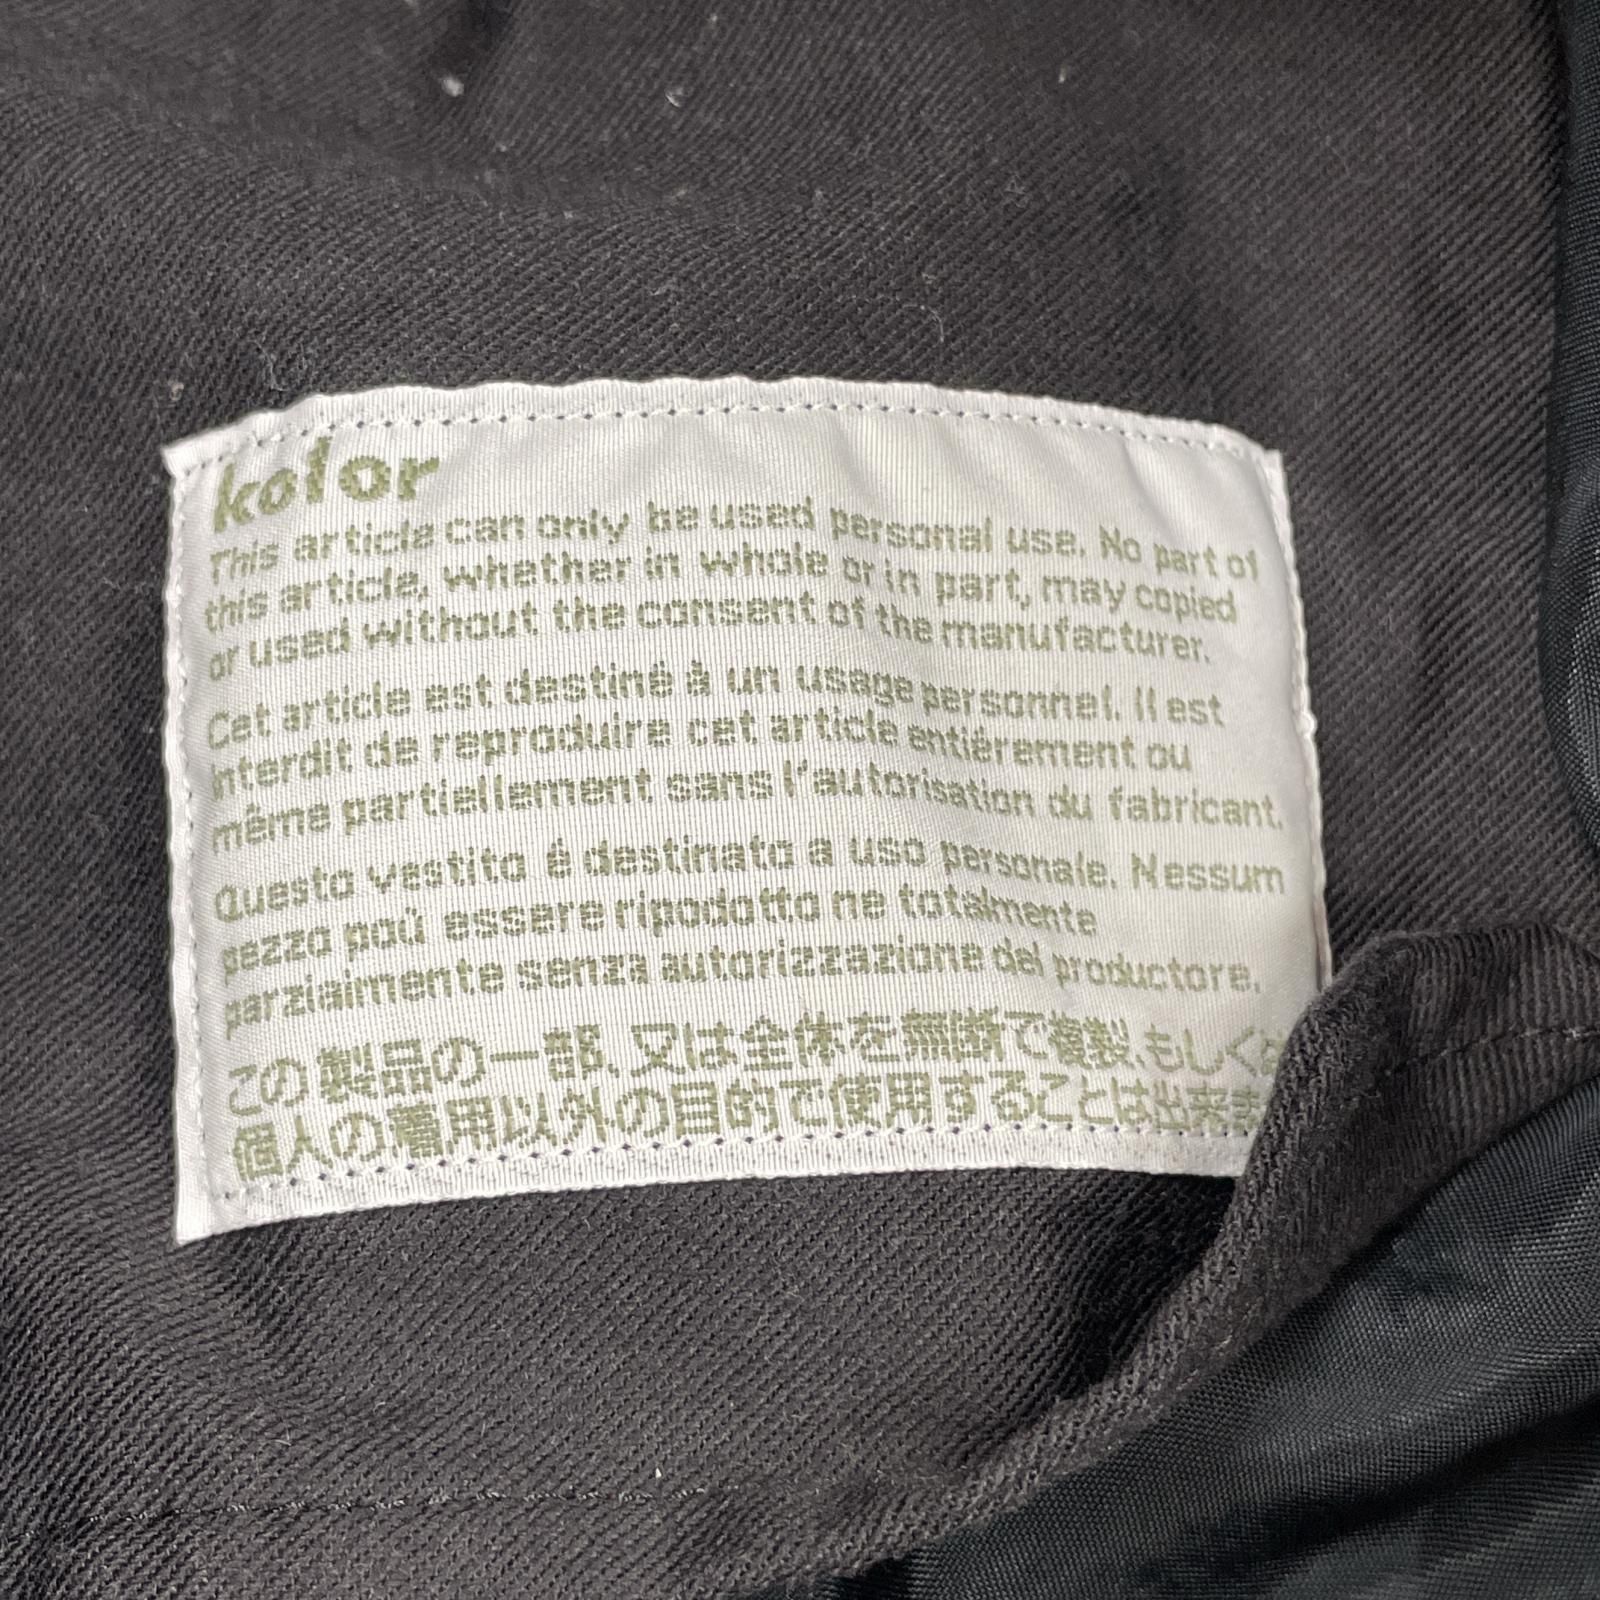 kolor
This article can only be used personal use. No part of
this article, whether in whole or in part, may copied
or used without the consent of the manufacturer.
Cet article est destiné à un usage personnel. Il est
interdit de reproduire cet article entiérement ou
même partiellement sans l'autorisation du fabricant.
Questo vestito é destinato a uso personale. Nessum
pezzo paù essere ripodotto ne totalmente
parzialmente senza autorizzazione del productore.
この製品の一部、又は全体を無断で複製、もしくは
個人の着用以外の目的で使用することは出来ま